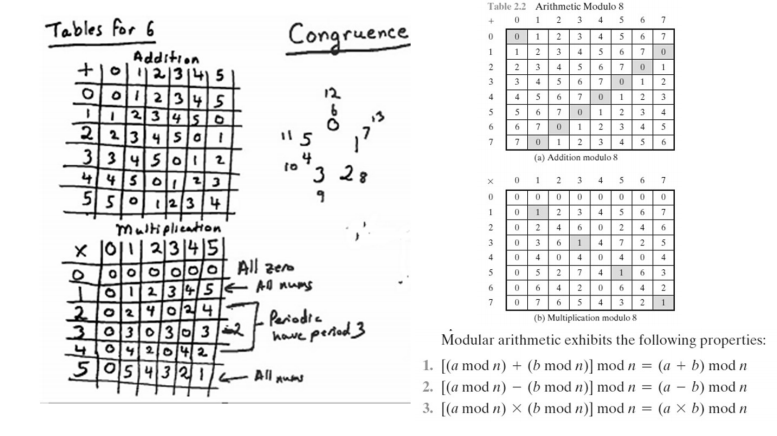 Tables for 6
Addition
+ 0 1 2 3 4 5
0 0 1 2 3 4 5
1 1 2 3 4 5 0
2 2 3 4 5 0 1
3 3 4 5 0 1 2
4 4 5 0 1 2 3
5 5 0 1 2 3 4
Multiplication
x 0 1 2 3 4 5
0 0 0 0 0 0 0 All zero
1 0 1 2 3 4 5 ← All nums
2 0 2 4 0 2 4
3 0 3 0 3 0 3 2
4 0 4 2 0 4 2
Periodic
have period 3
5 0 5 4 3 2 1 ← All nums
Congruence
12
6
0
13
7
1
11 5
10 4
3
9
2 8
Table 2.2 Arithmetic Modulo 8
+ 0 1 2 3 4 5 6 7
0 0 1 2 3 4 5 6 7
1 1 2 3 4 5 6 7 0
2 2 3 4 5 6 7 0 1
3 3 4 5 6 7 0 1 2
4 4 5 6 7 0 1 2 3
5 5 6 7 0 1 2 3 4
6 6 7 0 1 2 3 4 5
7 7 0 1 2 3 4 5 6
(a) Addition modulo 8
× 0 1 2 3 4 5 6 7
0 0 0 0 0 0 0 0 0
1 0 1 2 3 4 5 6 7
2 0 2 4 6 0 2 4 6
3 0 3 6 1 4 7 2 5
4 0 4 0 4 0 4 0 4
5 0 5 2 7 4 1 6 3
6 0 6 4 2 0 6 4 2
7 0 7 6 5 4 3 2 1
(b) Multiplication modulo 8
Modular arithmetic exhibits the following properties:
1. [(a mod n) + (b mod n)] mod n = (a + b) mod n
2. [(a mod n) − (b mod n)] mod n = (a − b) mod n
3. [(a mod n) × (b mod n)] mod n = (a × b) mod n